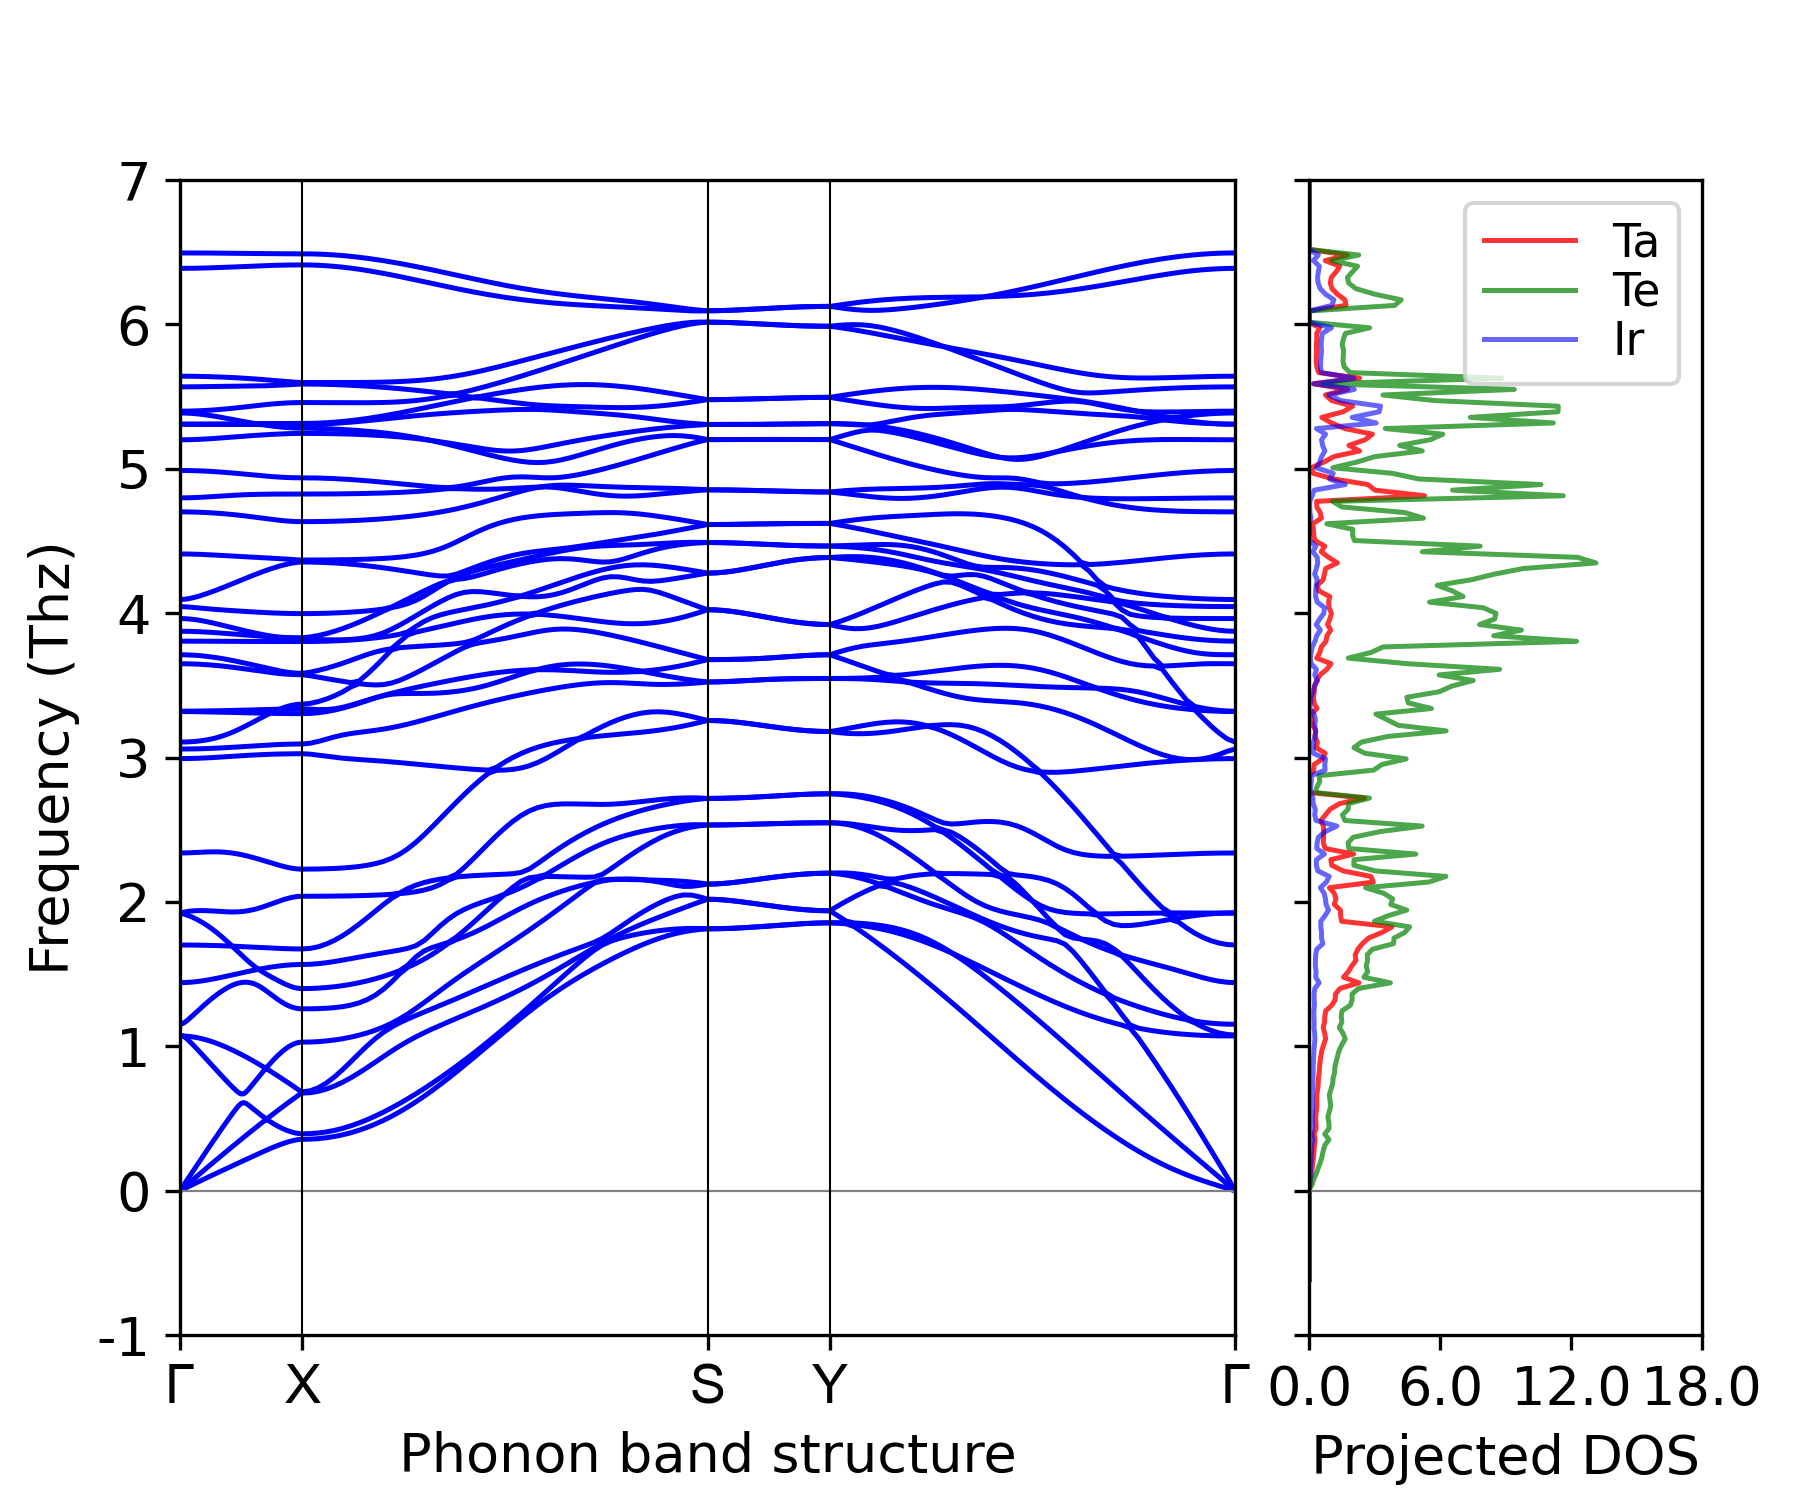 7
6
5
4
3
2
1
0
-1
Frequency (Thz)
Γ X S Y Γ
Phonon band structure
Ta
Te
Ir
0.0 6.0 12.0 18.0
Projected DOS